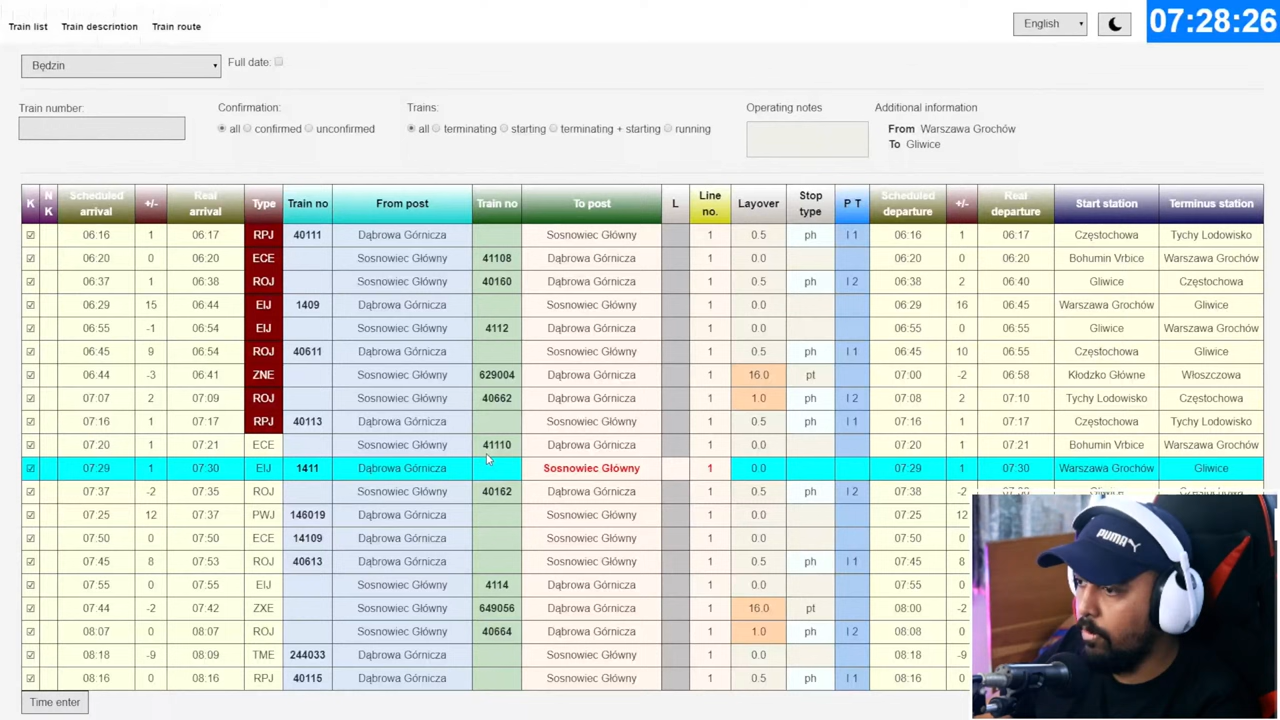 Train list Train description Train route English 07:28:26
Będzin Full date:
Train number: Confirmation: Trains: Operating notes Additional information
all confirmed unconfirmed all terminating starting terminating + starting running From Warszawa Grochów
To Gliwice
K N K Scheduled arrival +/- Real arrival Type Train no From post Train no To post L Line no. Layover Stop type P T Scheduled departure +/- Real departure Start station Terminus station
06:16 1 06:17 RPJ 40111 Dąbrowa Górnicza Sosnowiec Główny 1 0.5 ph I 1 06:16 1 06:17 Częstochowa Tychy Lodowisko
06:20 0 06:20 ECE Sosnowiec Główny 41108 Dąbrowa Górnicza 1 0.0 06:20 0 06:20 Bohumin Vrbice Warszawa Grochów
06:37 1 06:38 ROJ Sosnowiec Główny 40160 Dąbrowa Górnicza 1 0.5 ph I 2 06:38 2 06:40 Gliwice Częstochowa
06:29 15 06:44 EIJ 1409 Dąbrowa Górnicza Sosnowiec Główny 1 0.0 06:29 16 06:45 Warszawa Grochów Gliwice
06:55 -1 06:54 EIJ Sosnowiec Główny 4112 Dąbrowa Górnicza 1 0.0 06:55 0 06:55 Gliwice Warszawa Grochów
06:45 9 06:54 ROJ 40611 Dąbrowa Górnicza Sosnowiec Główny 1 0.5 ph I 1 06:45 10 06:55 Częstochowa Gliwice
06:44 -3 06:41 ZNE Sosnowiec Główny 629004 Dąbrowa Górnicza 1 16.0 pt 07:00 -2 06:58 Kłodzko Główne Włoszczowa
07:07 2 07:09 ROJ Sosnowiec Główny 40662 Dąbrowa Górnicza 1 1.0 ph I 2 07:08 2 07:10 Tychy Lodowisko Częstochowa
07:16 1 07:17 RPJ 40113 Dąbrowa Górnicza Sosnowiec Główny 1 0.5 ph I 1 07:16 1 07:17 Częstochowa Tychy Lodowisko
07:20 1 07:21 ECE Sosnowiec Główny 41110 Dąbrowa Górnicza 1 0.0 07:20 1 07:21 Bohumin Vrbice Warszawa Grochów
07:29 1 07:30 EIJ 1411 Dąbrowa Górnicza Sosnowiec Główny 1 0.0 07:29 1 07:30 Warszawa Grochów Gliwice
07:37 -2 07:35 ROJ Sosnowiec Główny 40162 Dąbrowa Górnicza 1 0.5 ph I 2 07:38 -2
07:25 12 07:37 PWJ 146019 Dąbrowa Górnicza Sosnowiec Główny 1 0.0 07:25 12
07:50 0 07:50 ECE 14109 Dąbrowa Górnicza Sosnowiec Główny 1 0.0 07:50 0
07:45 8 07:53 ROJ 40613 Dąbrowa Górnicza Sosnowiec Główny 1 0.5 ph I 1 07:45 8
07:55 0 07:55 EIJ Sosnowiec Główny 4114 Dąbrowa Górnicza 1 0.0 07:55 0
07:44 -2 07:42 ZXE Sosnowiec Główny 649056 Dąbrowa Górnicza 1 16.0 pt 08:00 -2
08:07 0 08:07 ROJ Sosnowiec Główny 40664 Dąbrowa Górnicza 1 1.0 ph I 2 08:08 0
08:18 -9 08:09 TME 244033 Dąbrowa Górnicza Sosnowiec Główny 1 0.0 08:18 -9
08:16 0 08:16 RPJ 40115 Dąbrowa Górnicza Sosnowiec Główny 1 0.5 ph I 1 08:16 0
Time enter
PUMA